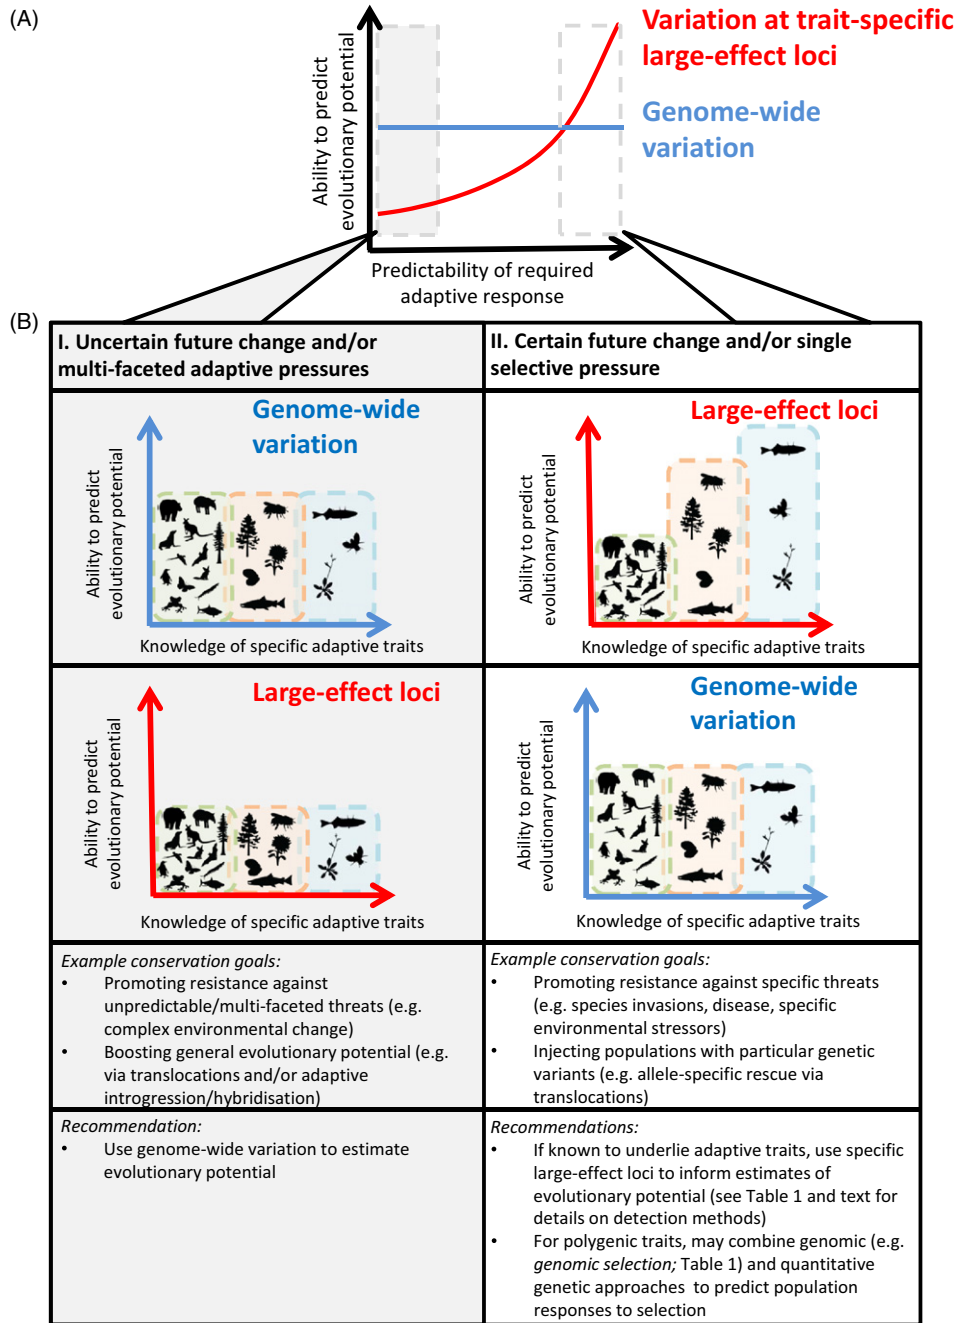 (A)
Variation at trait-specific
large-effect loci
Genome-wide
variation
Ability to predict
evolutionary potential
Predictability of required
adaptive response
(B)
I. Uncertain future change and/or
multi-faceted adaptive pressures
II. Certain future change and/or single
selective pressure
Genome-wide
variation
Ability to predict
evolutionary potential
Knowledge of specific adaptive traits
Large-effect loci
Ability to predict
evolutionary potential
Knowledge of specific adaptive traits
Large-effect loci
Ability to predict
evolutionary potential
Knowledge of specific adaptive traits
Genome-wide
variation
Ability to predict
evolutionary potential
Knowledge of specific adaptive traits
Example conservation goals:
• Promoting resistance against
unpredictable/multi-faceted threats (e.g.
complex environmental change)
• Boosting general evolutionary potential (e.g.
via translocations and/or adaptive
introgression/hybridisation)
Example conservation goals:
• Promoting resistance against specific threats
(e.g. species invasions, disease, specific
environmental stressors)
• Injecting populations with particular genetic
variants (e.g. allele-specific rescue via
translocations)
Recommendation:
• Use genome-wide variation to estimate
evolutionary potential
Recommendations:
• If known to underlie adaptive traits, use specific
large-effect loci to inform estimates of
evolutionary potential (see Table 1 and text for
details on detection methods)
• For polygenic traits, may combine genomic (e.g.
genomic selection; Table 1) and quantitative
genetic approaches to predict population
responses to selection